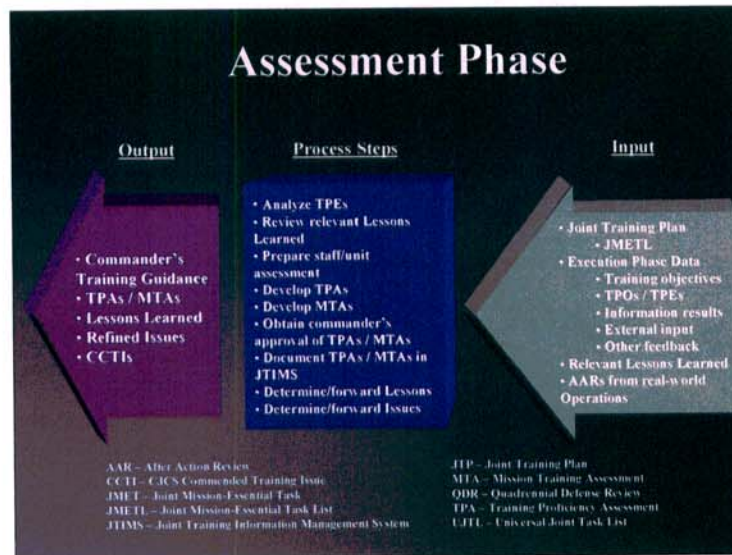 Assessment Phase
Output
• Commander's
Training Guidance
• TPAs / MTAs
• Lessons Learned
• Refined Issues
• CCTIs
Process Steps
• Analyze TPEs
• Review relevant Lessons
Learned
• Prepare staff/unit
assessment
• Develop TPAs
• Develop MTAs
• Obtain commander's
approval of TPAs / MTAs
• Document TPAs / MTAs in
JTIMS
• Determine/forward Lessons
• Determine/forward Issues
Input
• Joint Training Plan
• JMETL
• Execution Phase Data
• Training objectives
• TPOs / TPEs
• Information results
• External input
• Other feedback
• Relevant Lessons Learned
• AARs from real-world
Operations
AAR – After Action Review
CCTI – CJCS Commended Training Issue
JMET – Joint Mission-Essential Task
JMETL – Joint Mission-Essential Task List
JTIMS – Joint Training Information Management System
JTP – Joint Training Plan
MTA – Mission Training Assessment
QDR – Quadrennial Defense Review
TPA – Training Proficiency Assessment
UJTL – Universal Joint Task List